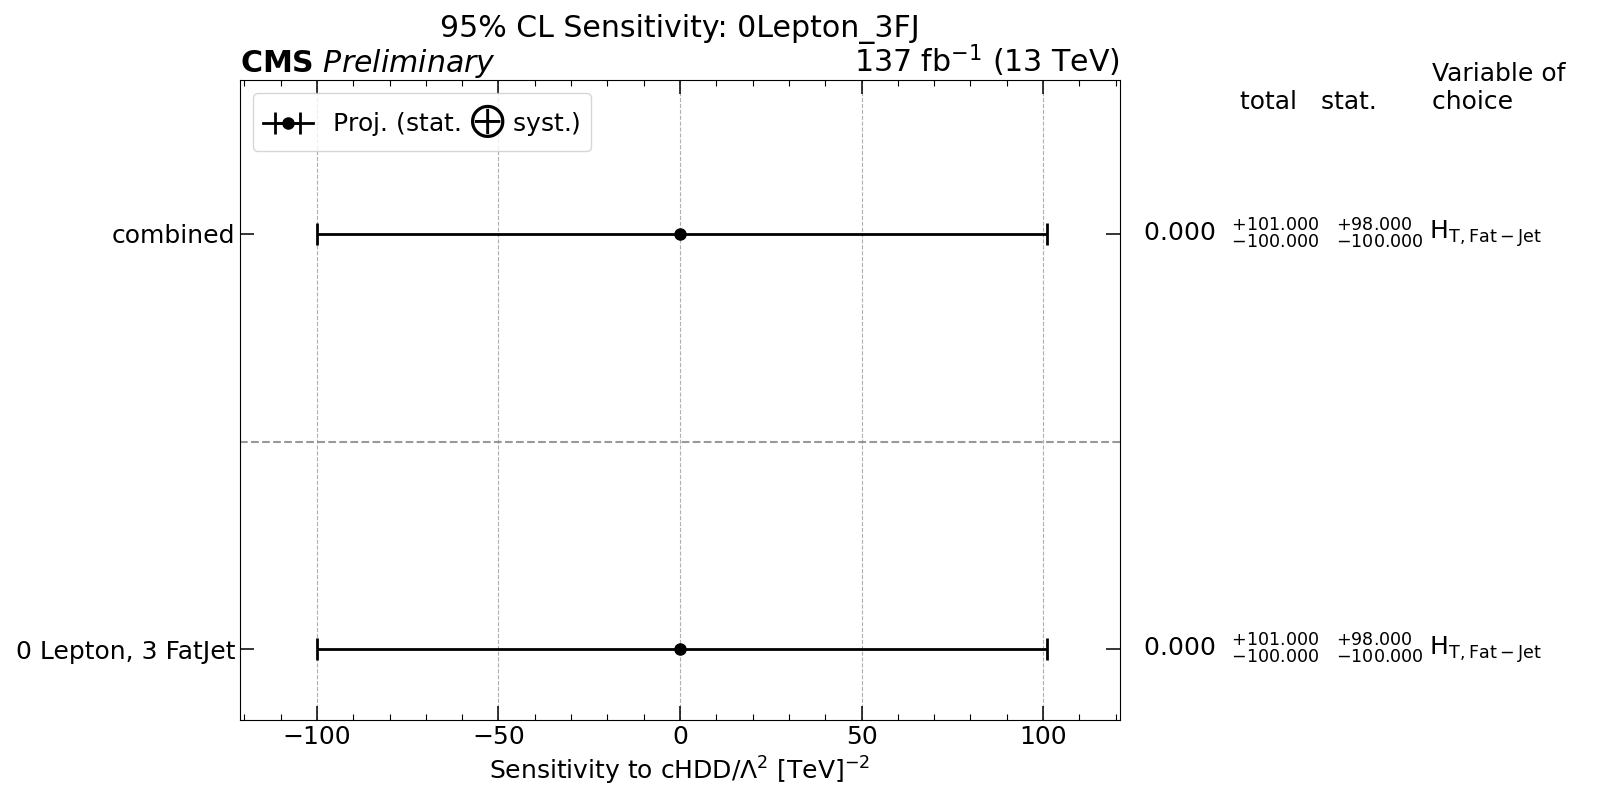 95% CL Sensitivity: 0Lepton_3FJ
CMS Preliminary 137 fb⁻¹ (13 TeV)
total stat. Variable of choice
Proj. (stat. ⊕ syst.)
combined 0.000 +101.000 −100.000 +98.000 −100.000 H_T, Fat − Jet
0 Lepton, 3 FatJet 0.000 +101.000 −100.000 +98.000 −100.000 H_T, Fat − Jet
−100 −50 0 50 100
Sensitivity to cHDD/Λ² [TeV]⁻²